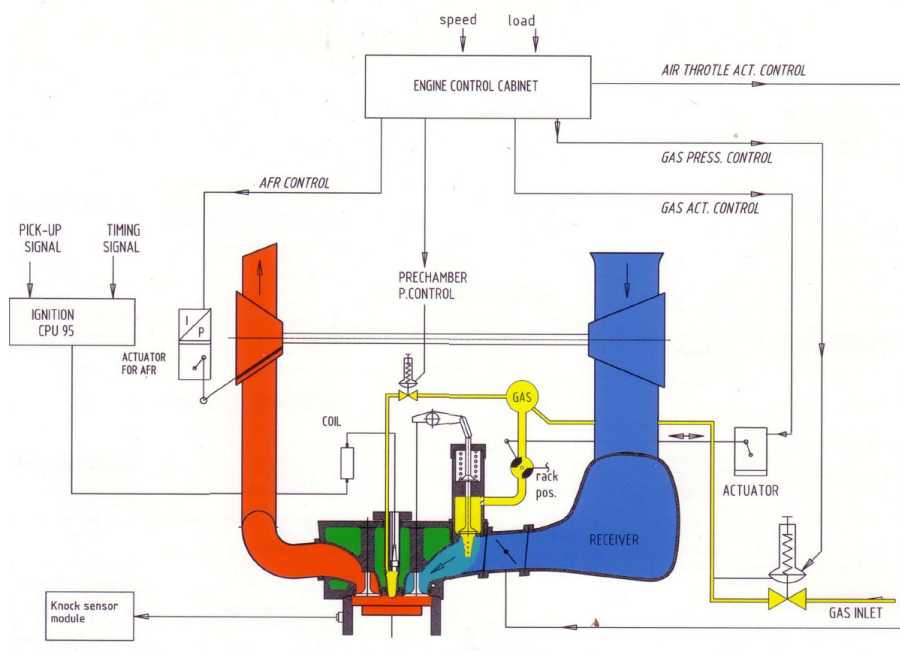 speed
load
ENGINE CONTROL CABINET
AIR THROTLE ACT. CONTROL
GAS PRESS. CONTROL
AFR CONTROL
GAS ACT. CONTROL
PICK-UP
SIGNAL
TIMING
SIGNAL
PRECHAMBER
P.CONTROL
IGNITION
CPU 95
I
P
ACTUATOR
FOR AFR
GAS
COIL
rack
pos.
ACTUATOR
RECEIVER
Knock sensor
module
GAS INLET